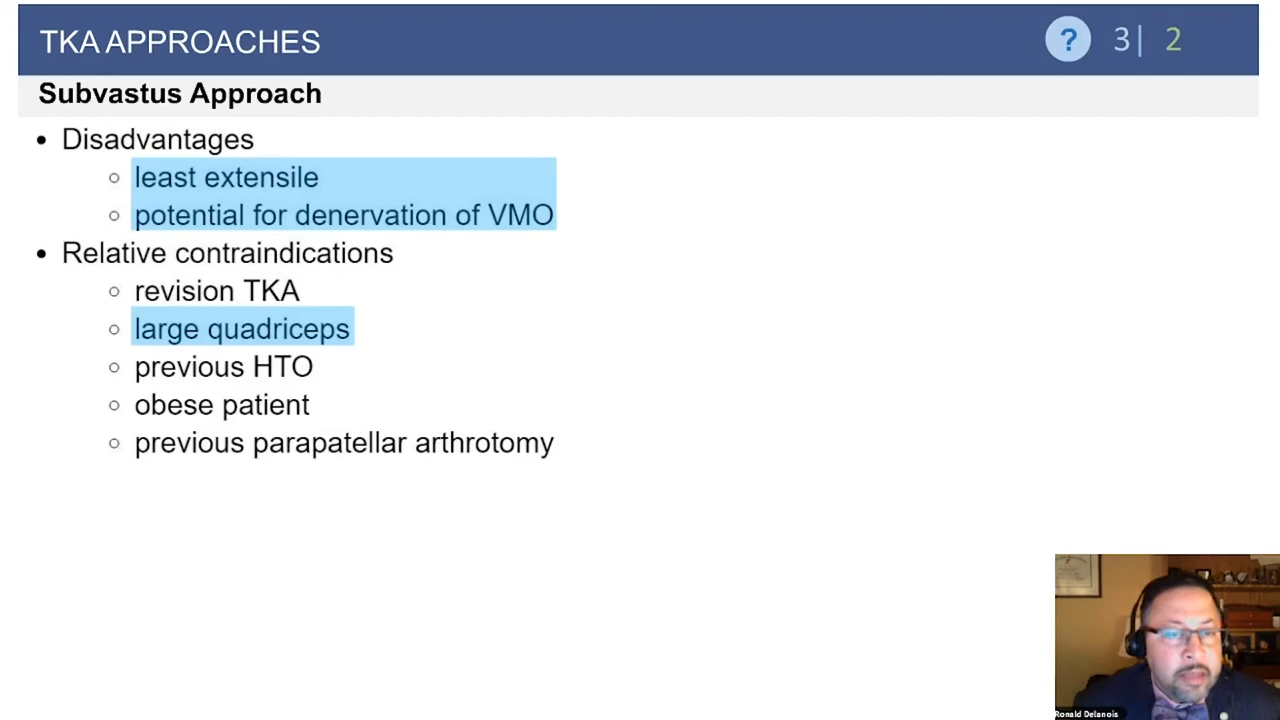 TKA APPROACHES
? 3| 2
Subvastus Approach
• Disadvantages
○ least extensile
○ potential for denervation of VMO
• Relative contraindications
○ revision TKA
○ large quadriceps
○ previous HTO
○ obese patient
○ previous parapatellar arthrotomy
Ronald Delanois